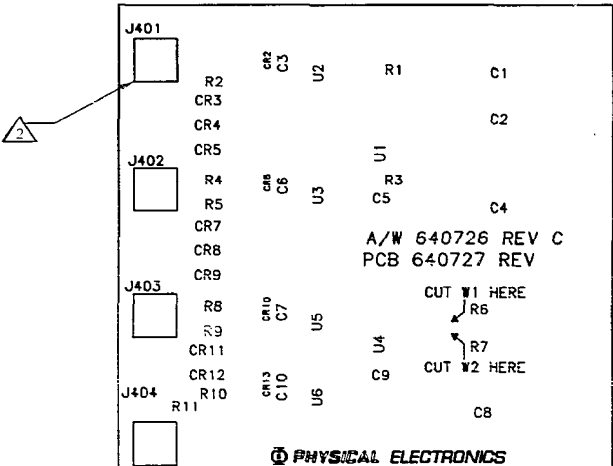 J401
CR2
C3
U2
R1
C1
R2
CR3
C2
2
CR4
CR5
U1
J402
R4
CR6
C6
U3
R3
C5
R5
C4
CR7
A/W 640726 REV C
CR8
PCB 640727 REV
CR9
J403
CUT W1 HERE
R8
CR10
C7
U5
R6
R9
CR11
U4
R7
CUT W2 HERE
CR12
CR13
C10
U6
C9
J404
R10
R11
C8
PHYSICAL ELECTRONICS